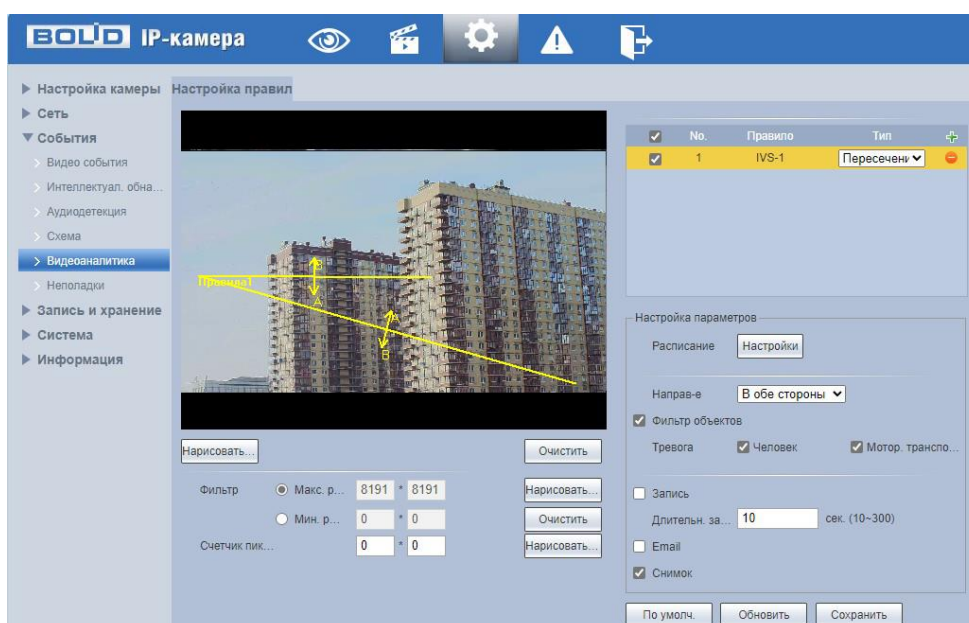 BOLID IP-камера
Настройка камеры
Сеть
События
Видео события
Интеллектуал. обна...
Аудиодетекция
Схема
Видеоаналитика
Неполадки
Запись и хранение
Система
Информация
Настройка правил
Правила1
B
A
A
B
Нарисовать...
Очистить
Фильтр Макс. р... 8191 * 8191 Нарисовать...
Мин. р... 0 * 0 Очистить
Счетчик пик... 0 * 0 Нарисовать...
No. Правило Тип
1 IVS-1 Пересечени
Настройка параметров
Расписание Настройки
Направ-е В обе стороны
Фильтр объектов
Тревога Человек Мотор. транспо...
Запись
Длительн. за... 10 сек. (10~300)
Email
Снимок
По умолч. Обновить Сохранить